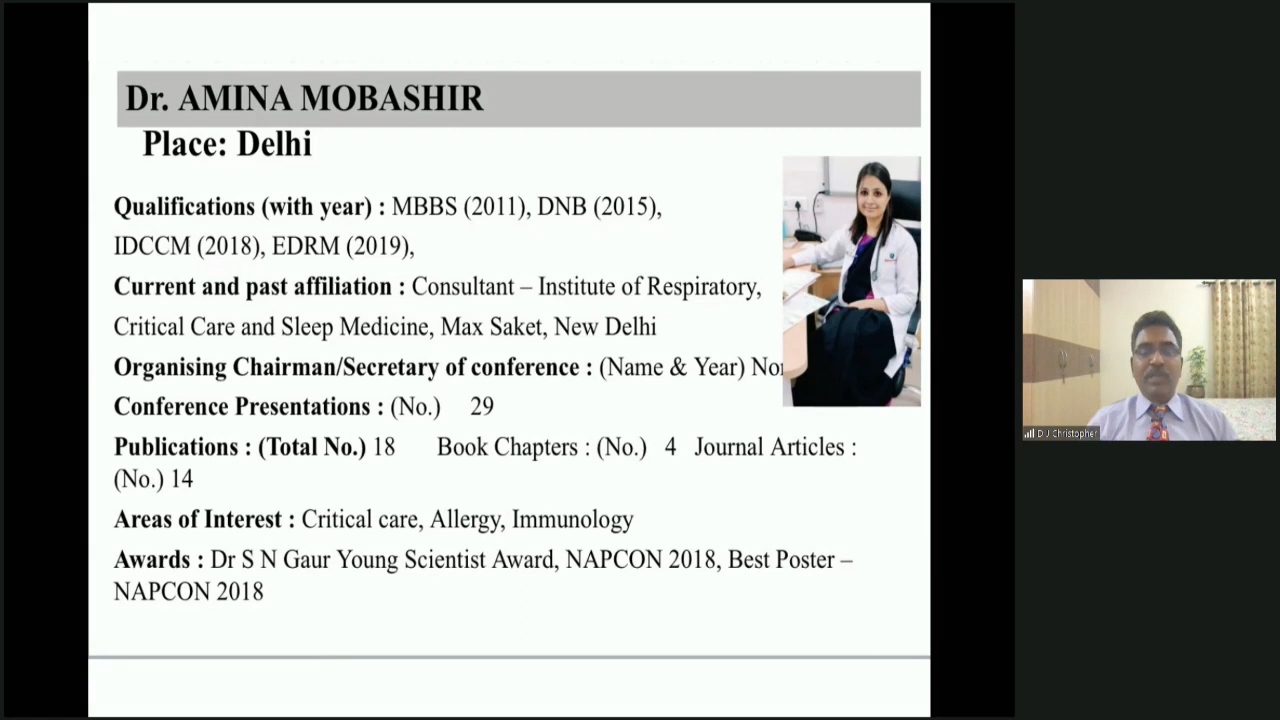 Dr. AMINA MOBASHIR
Place: Delhi
Qualifications (with year) : MBBS (2011), DNB (2015),
IDCCM (2018), EDRM (2019),
Current and past affiliation : Consultant – Institute of Respiratory,
Critical Care and Sleep Medicine, Max Saket, New Delhi
Organising Chairman/Secretary of conference : (Name & Year)
Conference Presentations : (No.) 29
Publications : (Total No.) 18 Book Chapters : (No.) 4 Journal Articles :
(No.) 14
Areas of Interest : Critical care, Allergy, Immunology
Awards : Dr S N Gaur Young Scientist Award, NAPCON 2018, Best Poster –
NAPCON 2018
D J Christopher